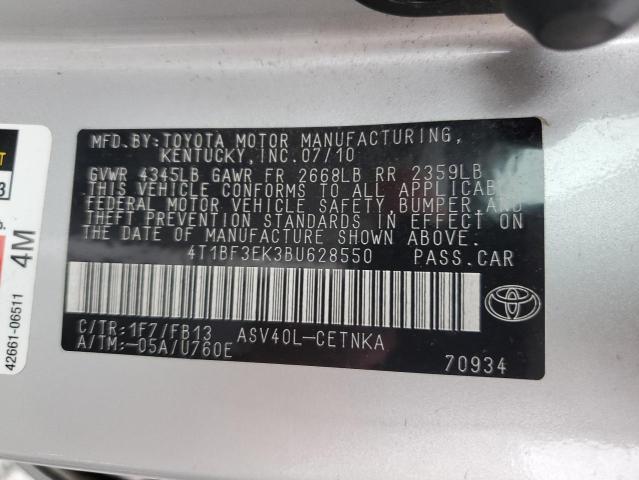 MFD.BY:TOYOTA MOTOR MANUFACTURING,
KENTUCKY,INC.07/10
GVWR 4345LB GAWR FR 2668LB RR 2359LB
THIS VEHICLE CONFORMS TO ALL APPLICABLE
FEDERAL MOTOR VEHICLE SAFETY,BUMPER,AND
THEFT PREVENTION STANDARDS IN EFFECT ON
THE DATE OF MANUFACTURE SHOWN ABOVE.
4T1BF3EK3BU628550 PASS.CAR
C/TR:1F7/FB13 ASV40L-CETNKA
A/TM:-05A/U760E
70934
4M
42661-06511